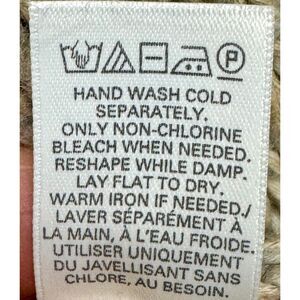 P
HAND WASH COLD
SEPARATELY.
ONLY NON-CHLORINE
BLEACH WHEN NEEDED.
RESHAPE WHILE DAMP.
LAY FLAT TO DRY.
WARM IRON IF NEEDED./
LAVER SÉPARÉMENT À
LA MAIN, À L'EAU FROIDE.
UTILISER UNIQUEMENT
DU JAVELLISANT SANS
CHLORE, AU BESOIN.